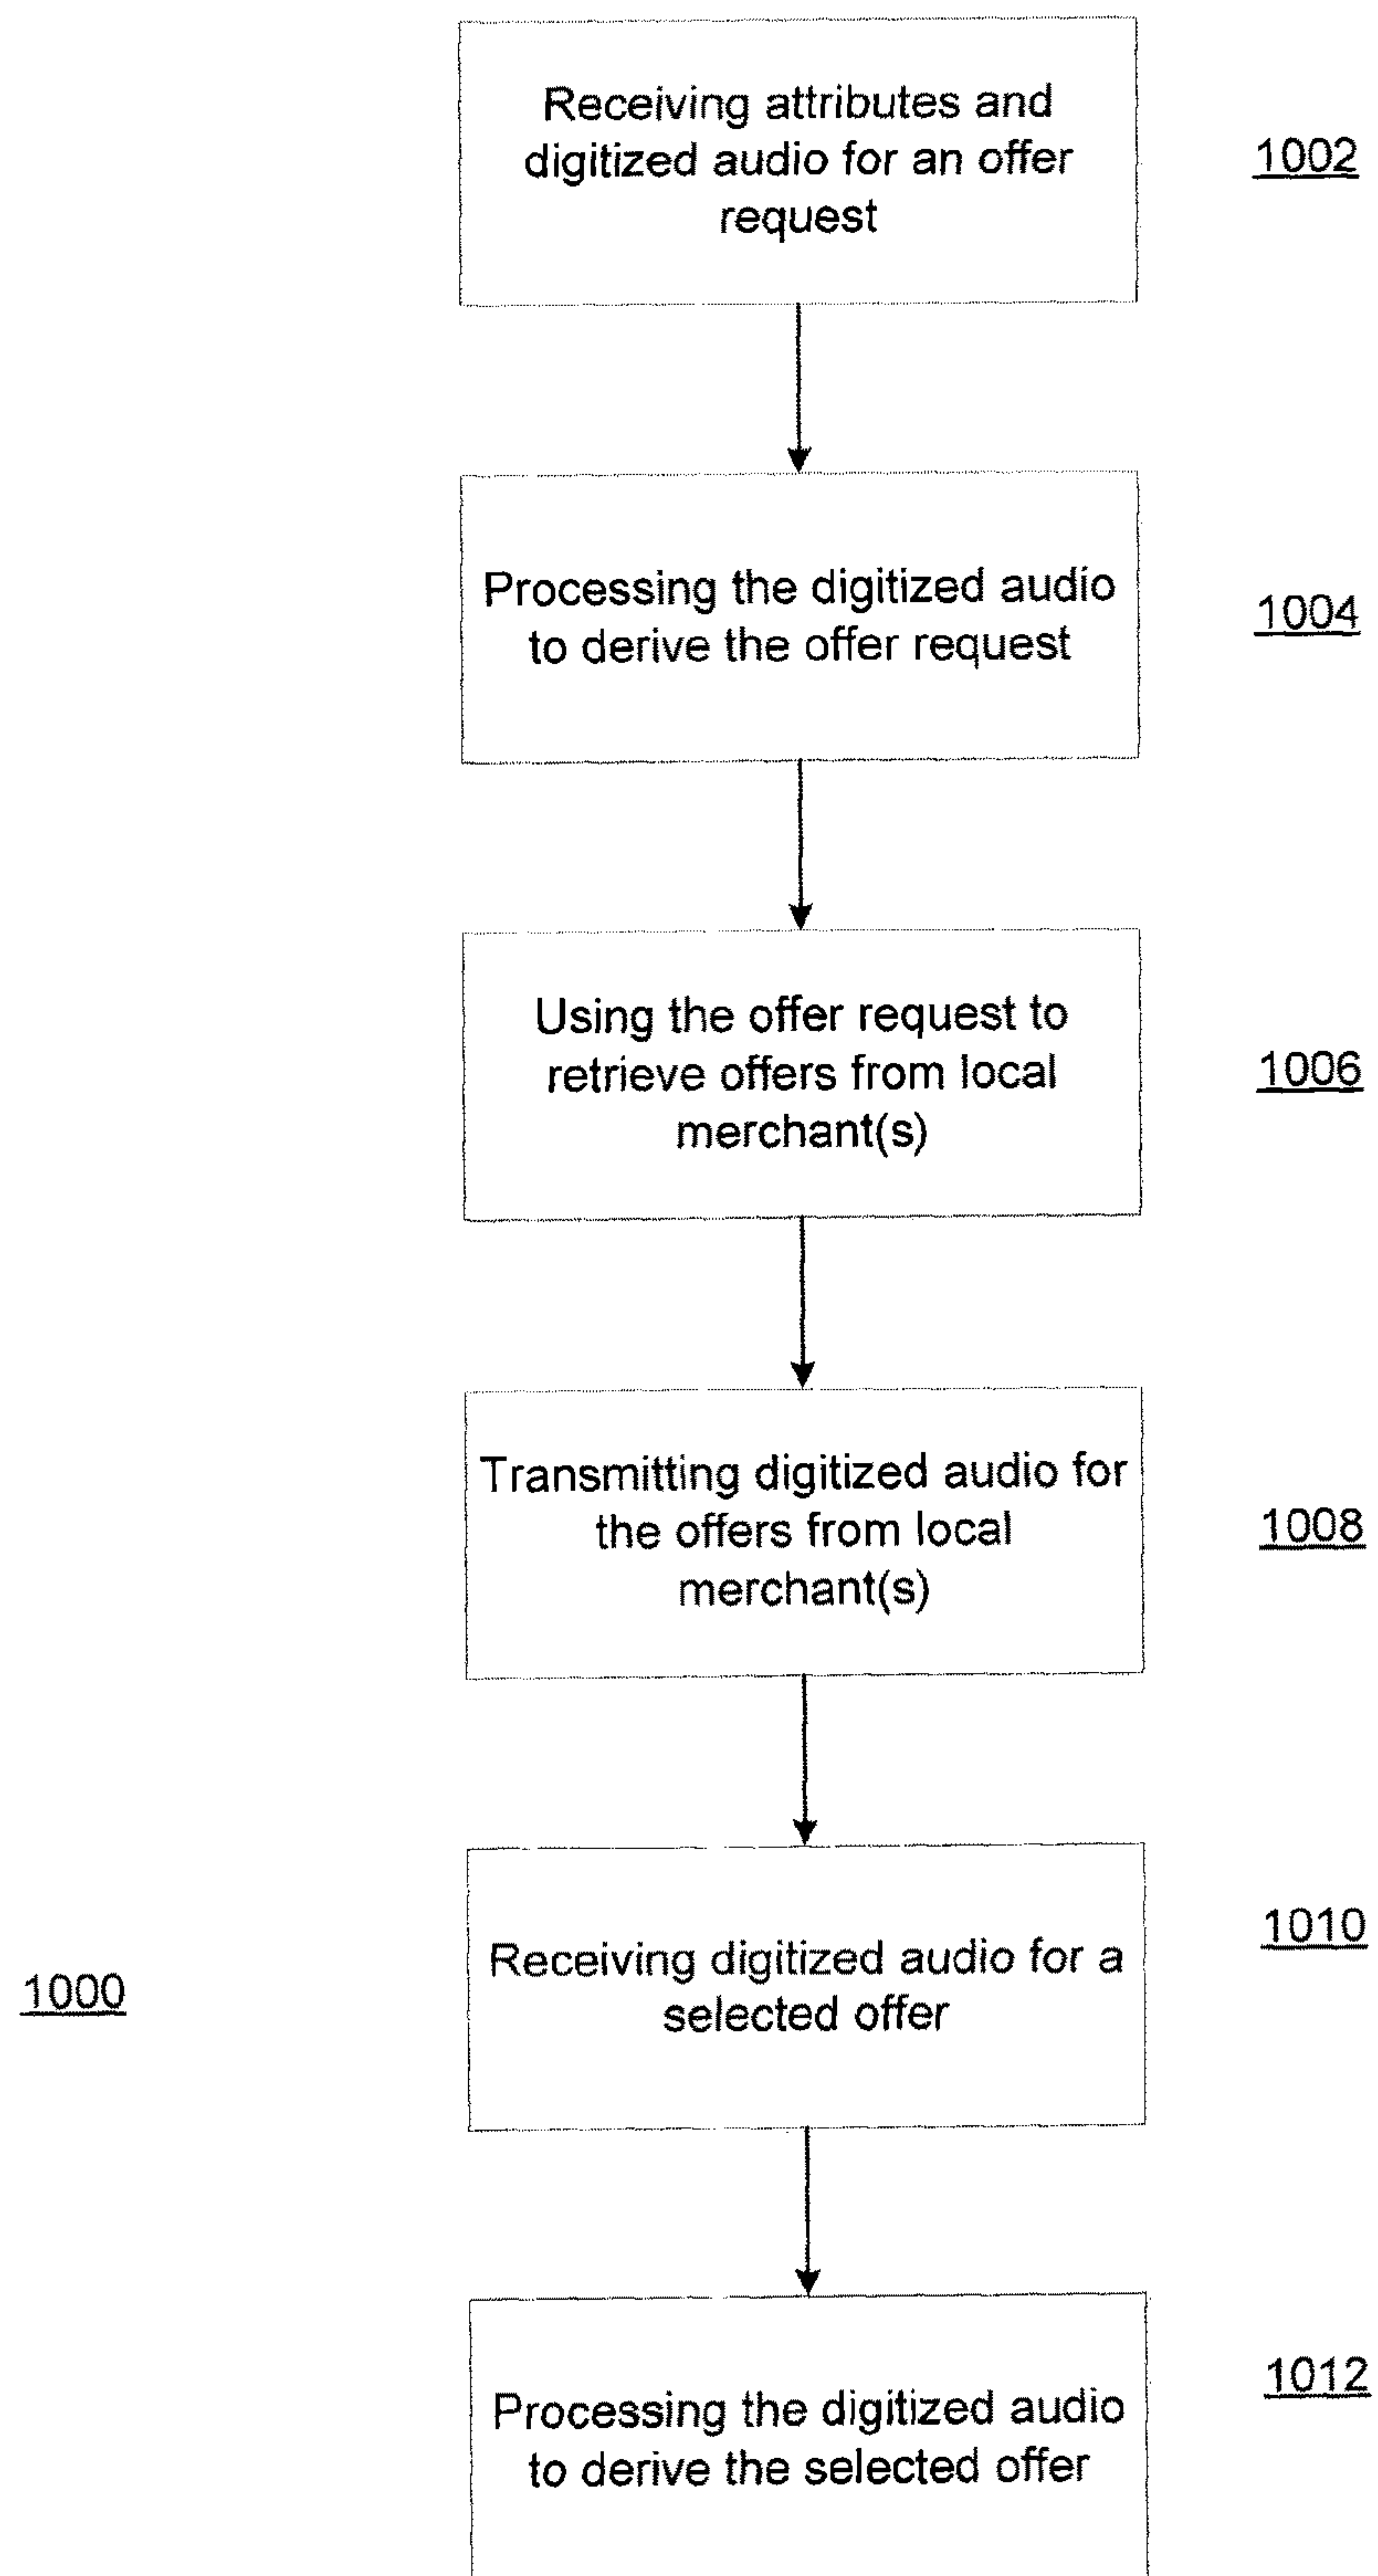 Receiving attributes and
digitized audio for an offer
request
1002
Processing the digitized audio
to derive the offer request
1004
Using the offer request to
retrieve offers from local
merchant(s)
1006
Transmitting digitized audio for
the offers from local
merchant(s)
1008
Receiving digitized audio for a
selected offer
1010
1000
Processing the digitized audio
to derive the selected offer
1012